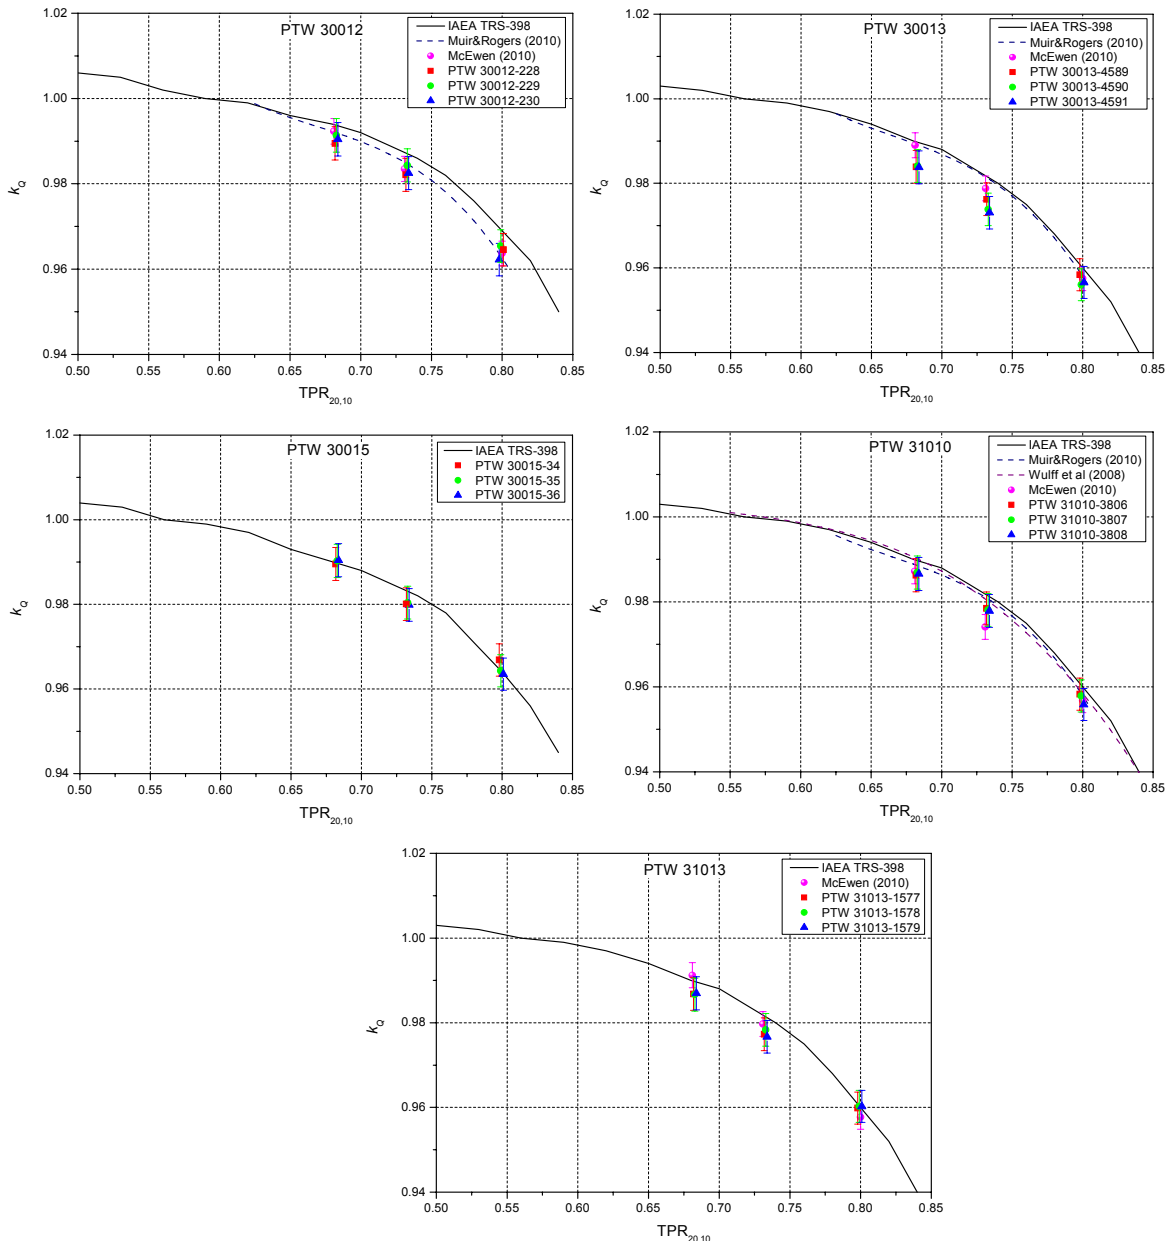 PTW 30012
IAEA TRS-398
Muir&Rogers (2010)
McEwen (2010)
PTW 30012-228
PTW 30012-229
PTW 30012-230
1.02
1.00
0.98
0.96
0.94
kQ
0.50 0.55 0.60 0.65 0.70 0.75 0.80 0.85
TPR20,10
PTW 30013
IAEA TRS-398
Muir&Rogers (2010)
McEwen (2010)
PTW 30013-4589
PTW 30013-4590
PTW 30013-4591
1.02
1.00
0.98
0.96
0.94
kQ
0.50 0.55 0.60 0.65 0.70 0.75 0.80 0.85
TPR20,10
PTW 30015
IAEA TRS-398
PTW 30015-34
PTW 30015-35
PTW 30015-36
1.02
1.00
0.98
0.96
0.94
kQ
0.50 0.55 0.60 0.65 0.70 0.75 0.80 0.85
TPR20,10
PTW 31010
IAEA TRS-398
Muir&Rogers (2010)
Wulff et al (2008)
McEwen (2010)
PTW 31010-3806
PTW 31010-3807
PTW 31010-3808
1.02
1.00
0.98
0.96
0.94
kQ
0.50 0.55 0.60 0.65 0.70 0.75 0.80 0.85
TPR20,10
PTW 31013
IAEA TRS-398
McEwen (2010)
PTW 31013-1577
PTW 31013-1578
PTW 31013-1579
1.02
1.00
0.98
0.96
0.94
kQ
0.50 0.55 0.60 0.65 0.70 0.75 0.80 0.85
TPR20,10